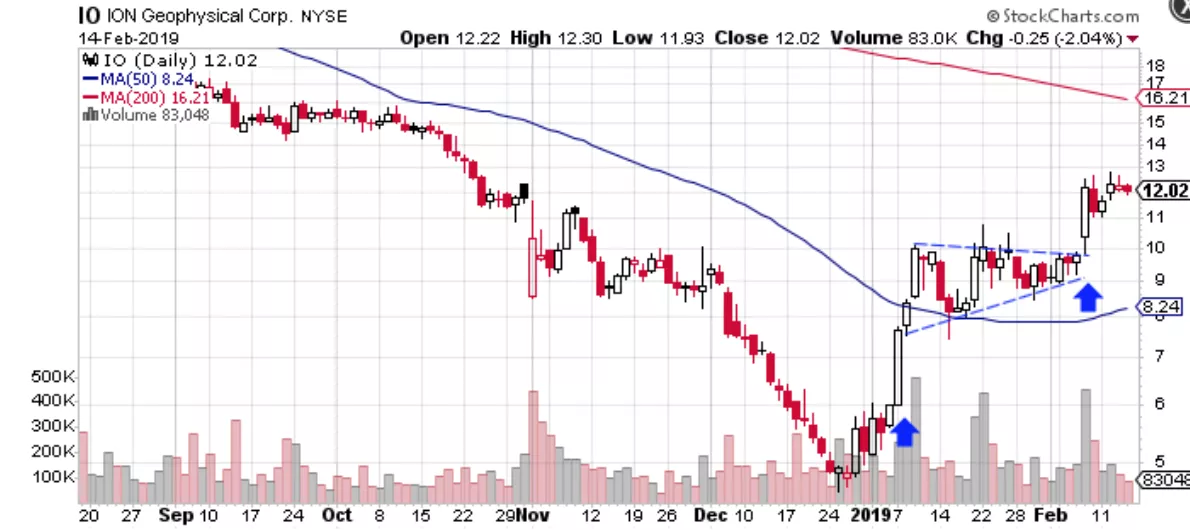 IO ION Geophysical Corp. NYSE © StockCharts.com
14-Feb-2019 Open 12.22 High 12.30 Low 11.93 Close 12.02 Volume 83.0K Chg -0.25 (-2.04%)
IO (Daily) 12.02
MA(50) 8.24
MA(200) 16.21
Volume 83,048
18
17
16.21
15
14
13
12.02
11
10
9
8.24
8
7
6
5
83048
500K
400K
300K
200K
100K
20 27 Sep 10 17 24 Oct 8 15 22 29 Nov 12 19 26 Dec 10 17 24 2019 7 14 22 28 Feb 11